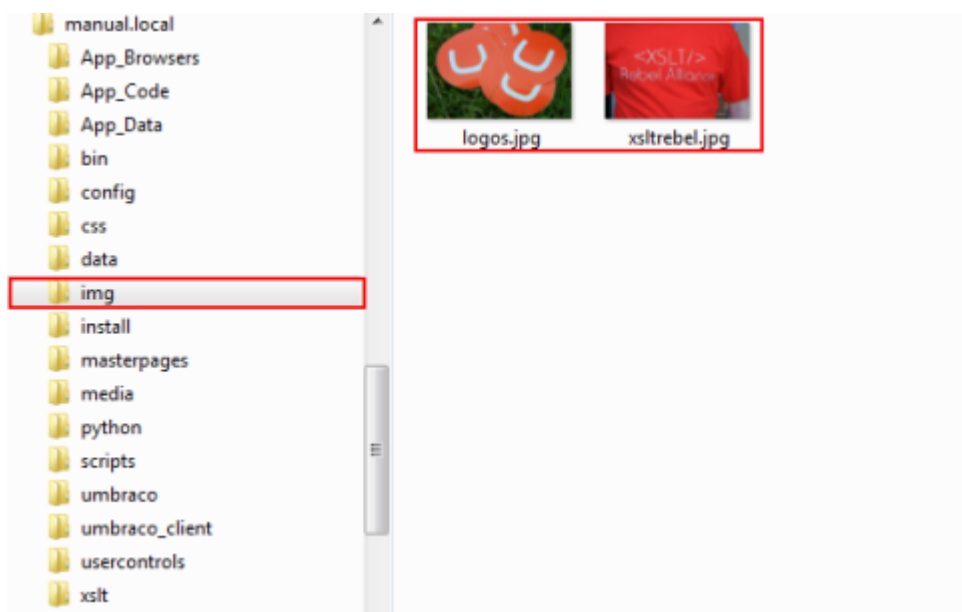 manual.local
App_Browsers
App_Code
App_Data
bin
config
css
data
img
install
masterpages
media
python
scripts
umbraco
umbraco_client
usercontrols
xslt
<XSLT/>
Rebel Alliance
logos.jpg
xsltrebel.jpg